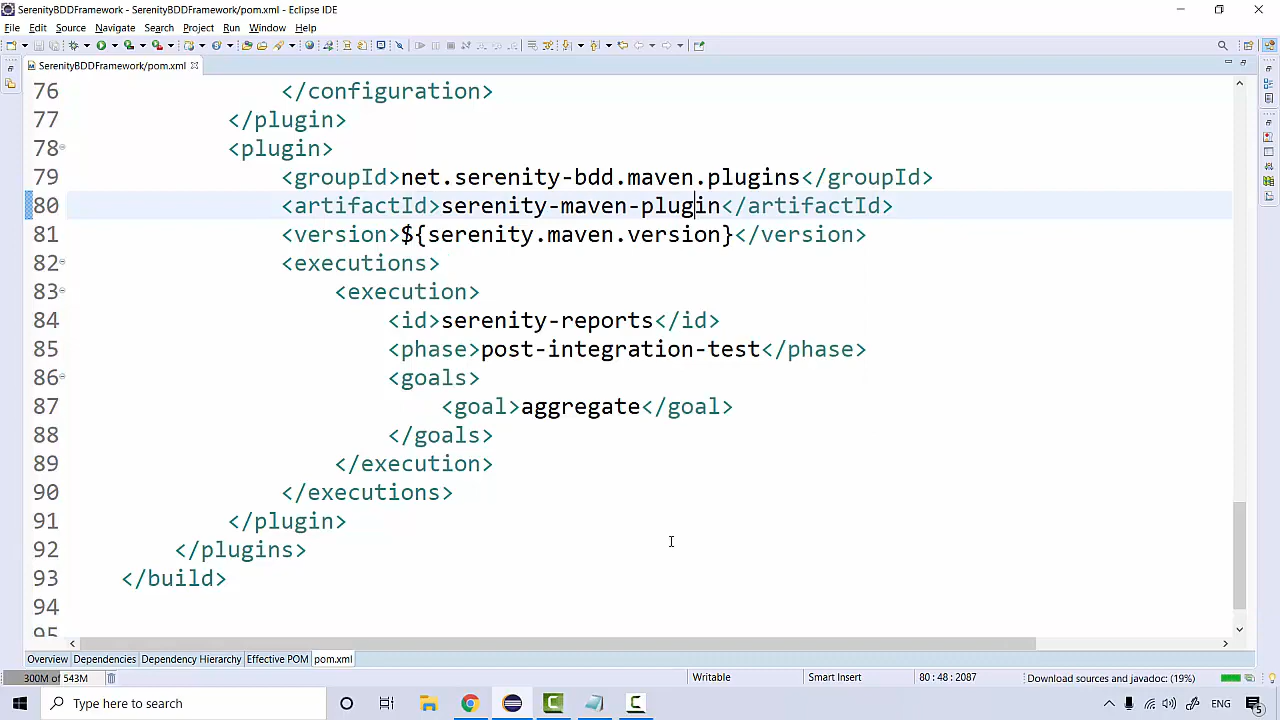 SerenityBDDFramework/pom.xml - Eclipse IDE
File Edit Source Navigate Search Project Run Window Help
SerenityBDDFramework/pom.xml
76 </configuration>
77 </plugin>
78 <plugin>
79 <groupId>net.serenity-bdd.maven.plugins</groupId>
80 <artifactId>serenity-maven-plugin</artifactId>
81 <version>${serenity.maven.version}</version>
82 <executions>
83 <execution>
84 <id>serenity-reports</id>
85 <phase>post-integration-test</phase>
86 <goals>
87 <goal>aggregate</goal>
88 </goals>
89 </execution>
90 </executions>
91 </plugin>
92 </plugins>
93 </build>
94
95
Overview Dependencies Dependency Hierarchy Effective POM pom.xml
300M of 543M Writable Smart Insert 80 : 48 : 2087 Download sources and javadoc: (19%)
Type here to search ENG 5